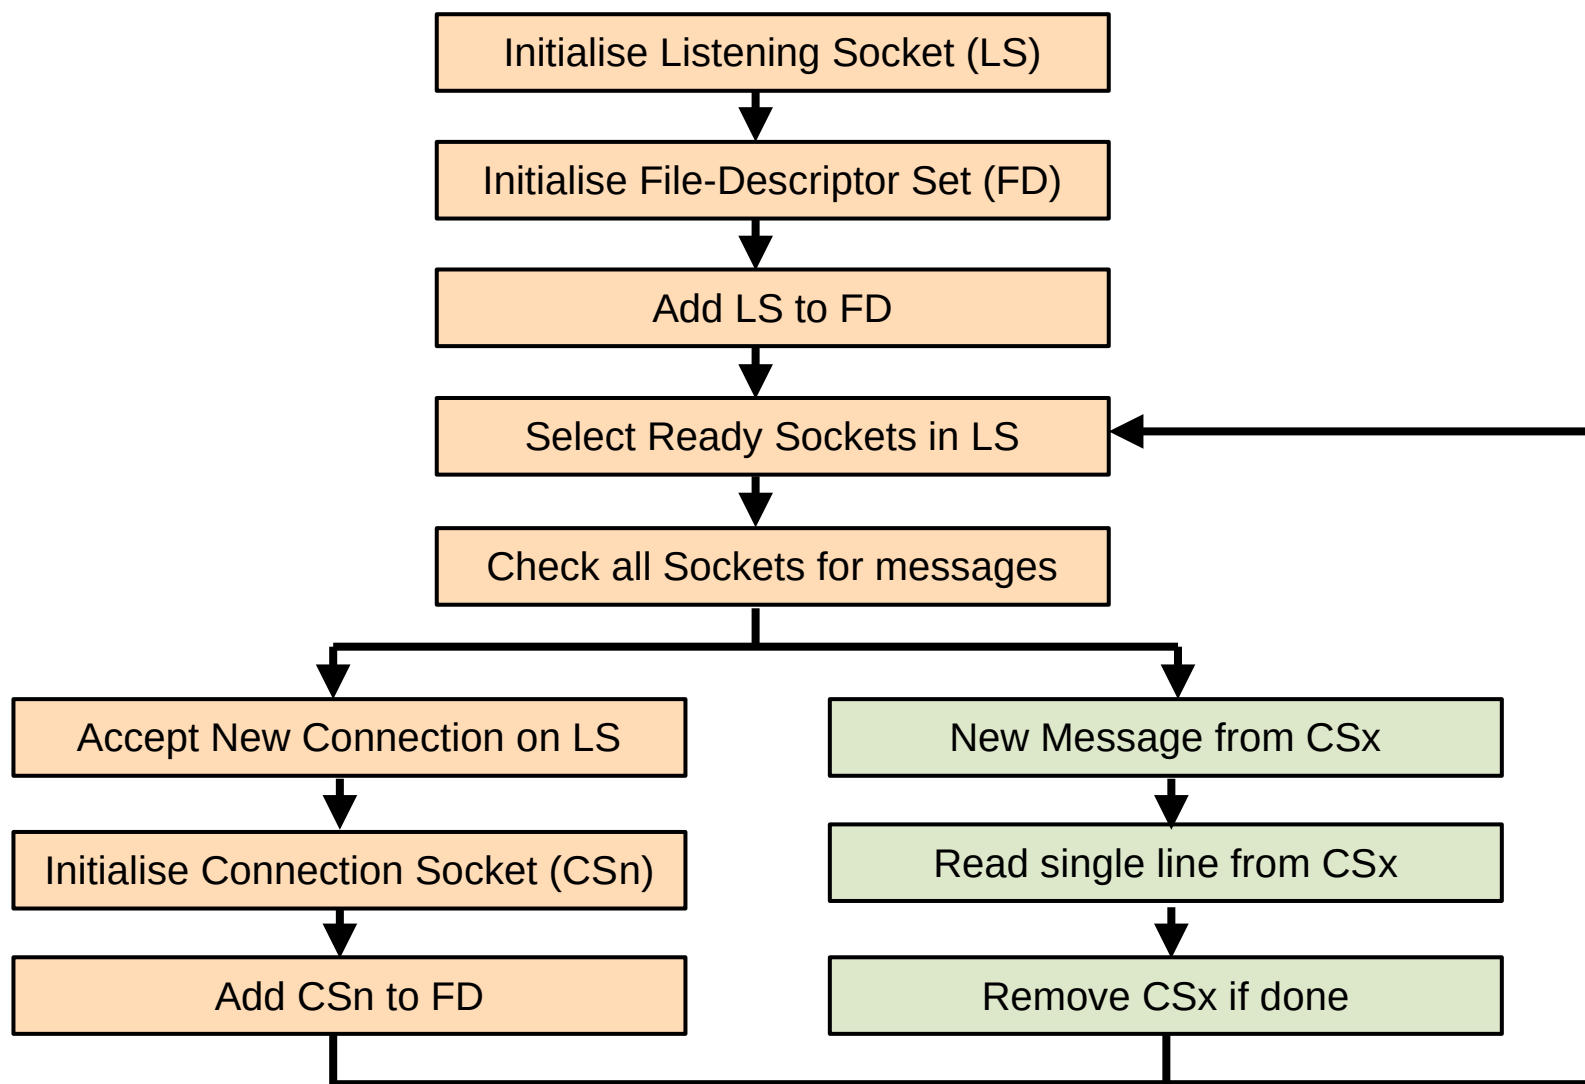 Initialise Listening Socket (LS)
Initialise File-Descriptor Set (FD)
Add LS to FD
Select Ready Sockets in LS
Check all Sockets for messages
Accept New Connection on LS
Initialise Connection Socket (CSn)
Add CSn to FD
New Message from CSx
Read single line from CSx
Remove CSx if done